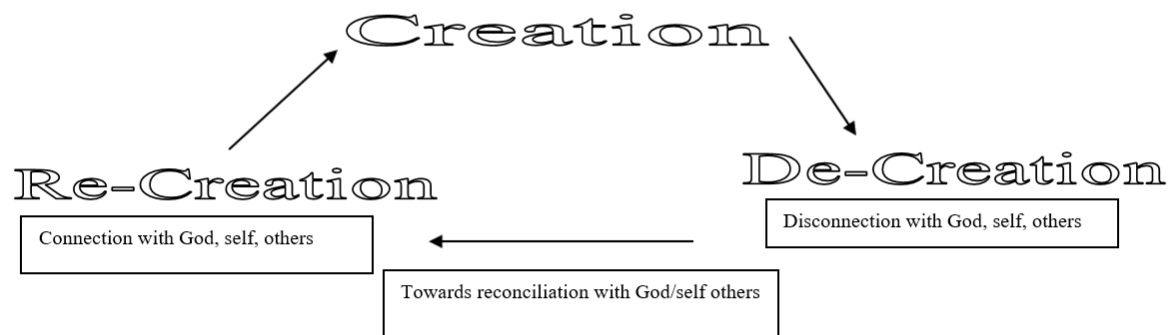 Creation
Re-Creation
De-Creation
Connection with God, self, others
Disconnection with God, self, others
Towards reconciliation with God/self others